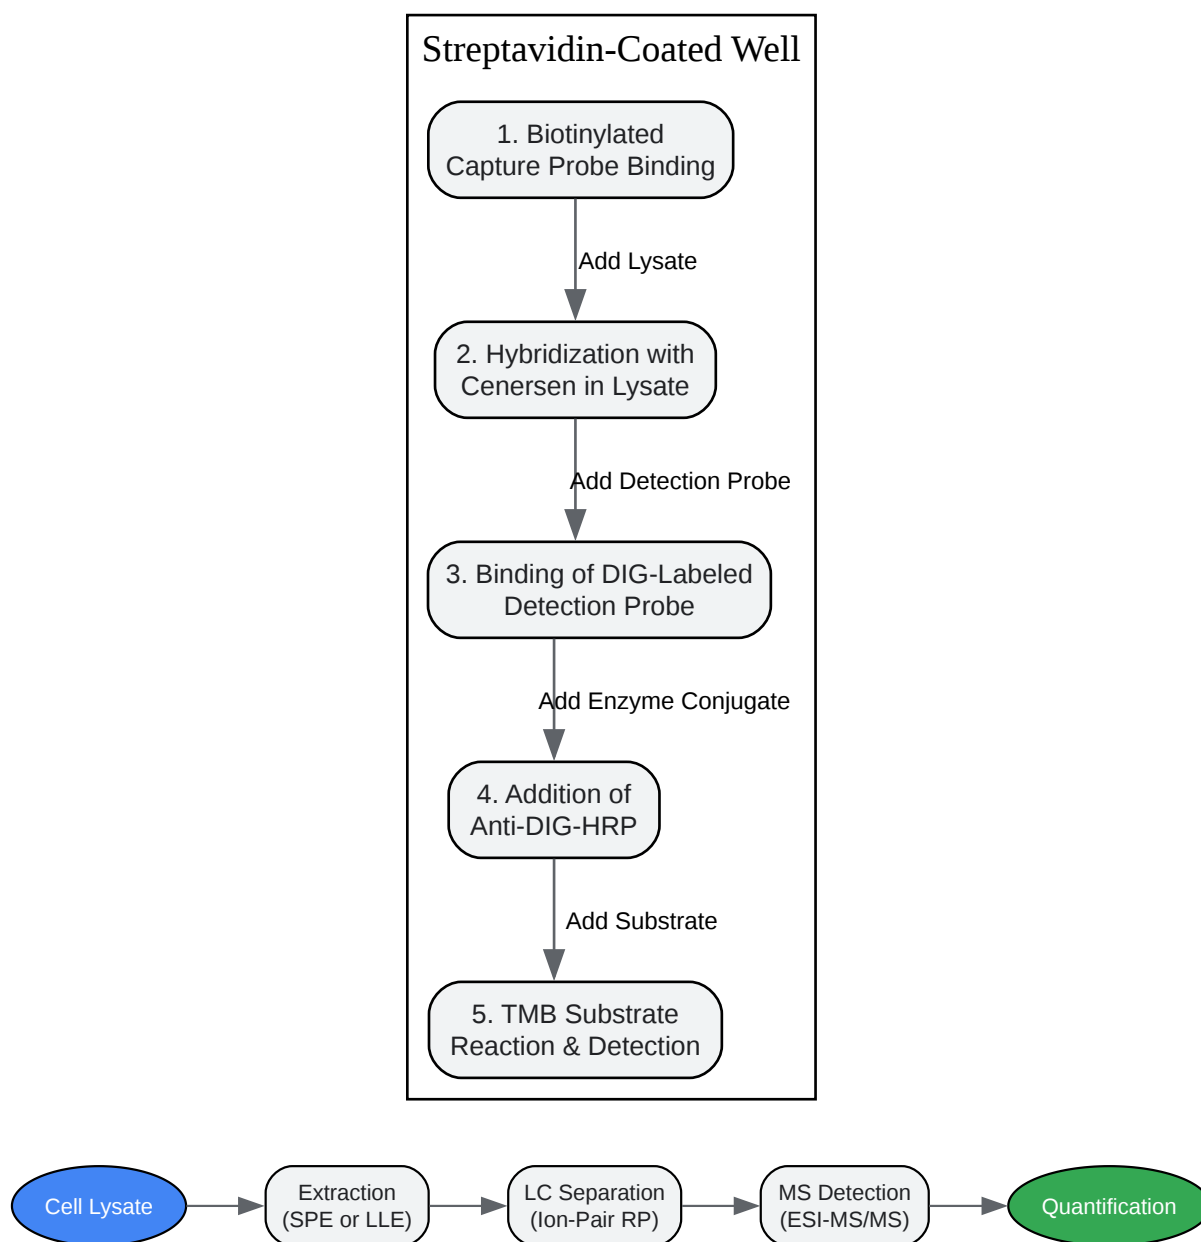 Streptavidin-Coated Well
1. Biotinylated
Capture Probe Binding
Add Lysate
2. Hybridization with
Cenersen in Lysate
Add Detection Probe
3. Binding of DIG-Labeled
Detection Probe
Add Enzyme Conjugate
4. Addition of
Anti-DIG-HRP
Add Substrate
5. TMB Substrate
Reaction & Detection
Cell Lysate
Extraction
(SPE or LLE)
LC Separation
(Ion-Pair RP)
MS Detection
(ESI-MS/MS)
Quantification